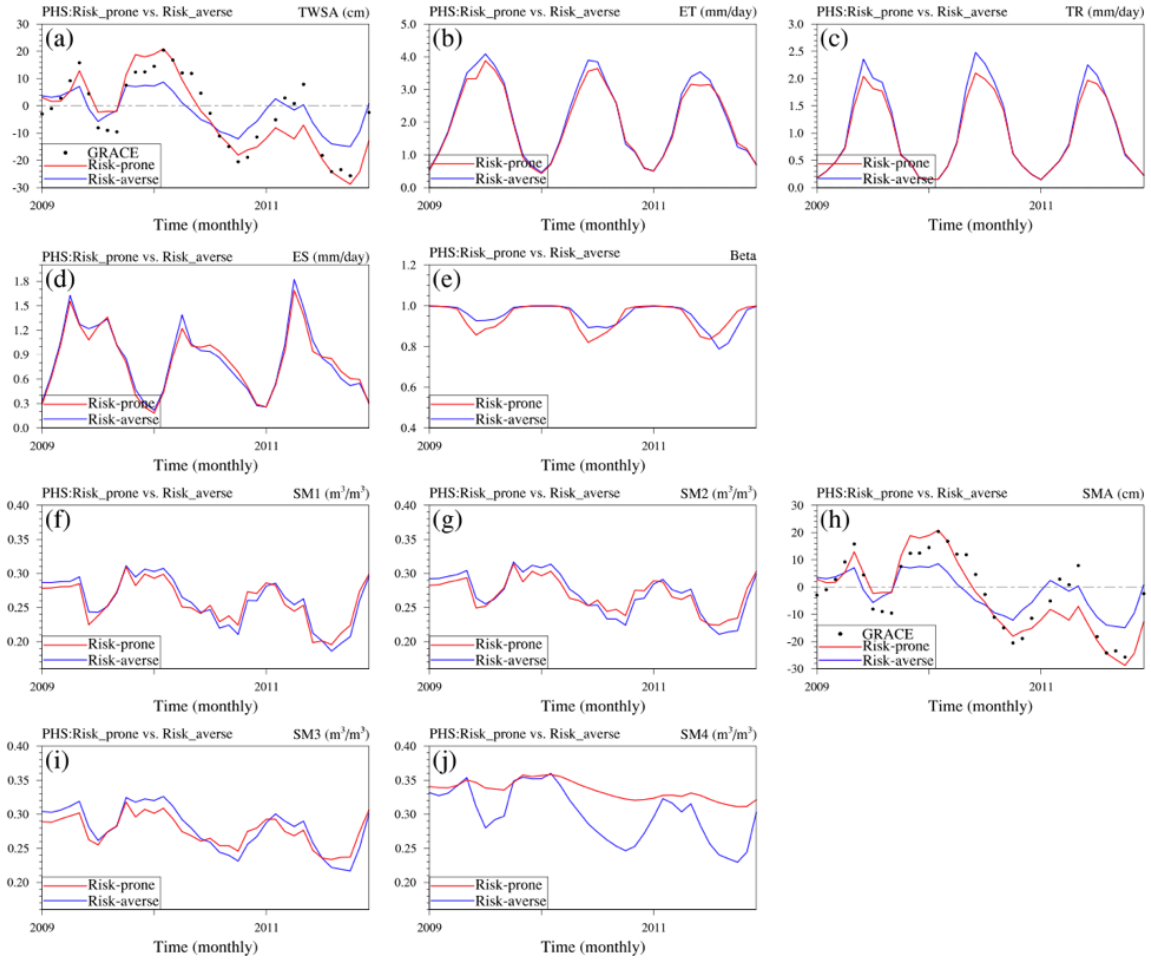 PHS:Risk_prone vs. Risk_averse TWSA (cm)
(a)
20
10
0
-10
-20
-30
GRACE
Risk-prone
Risk-averse
2009 2011
Time (monthly)
PHS:Risk_prone vs. Risk_averse ET (mm/day)
(b)
5.0
4.0
3.0
2.0
1.0
0.0
Risk-prone
Risk-averse
2009 2011
Time (monthly)
PHS:Risk_prone vs. Risk_averse TR (mm/day)
(c)
3.0
2.5
2.0
1.5
1.0
0.5
0.0
Risk-prone
Risk-averse
2009 2011
Time (monthly)
PHS:Risk_prone vs. Risk_averse ES (mm/day)
(d)
1.8
1.5
1.2
0.9
0.6
0.3
0.0
Risk-prone
Risk-averse
2009 2011
Time (monthly)
PHS:Risk_prone vs. Risk_averse Beta
(e)
1.2
1.0
0.8
0.6
0.4
Risk-prone
Risk-averse
2009 2011
Time (monthly)
PHS:Risk_prone vs. Risk_averse SM1 (m³/m³)
(f)
0.40
0.30
0.20
Risk-prone
Risk-averse
2009 2011
Time (monthly)
PHS:Risk_prone vs. Risk_averse SM2 (m³/m³)
(g)
0.40
0.30
0.20
Risk-prone
Risk-averse
2009 2011
Time (monthly)
PHS:Risk_prone vs. Risk_averse SMA (cm)
(h)
20
10
0
-10
-20
-30
GRACE
Risk-prone
Risk-averse
2009 2011
Time (monthly)
PHS:Risk_prone vs. Risk_averse SM3 (m³/m³)
(i)
0.40
0.35
0.30
0.25
0.20
Risk-prone
Risk-averse
2009 2011
Time (monthly)
PHS:Risk_prone vs. Risk_averse SM4 (m³/m³)
(j)
0.40
0.35
0.30
0.25
0.20
Risk-prone
Risk-averse
2009 2011
Time (monthly)